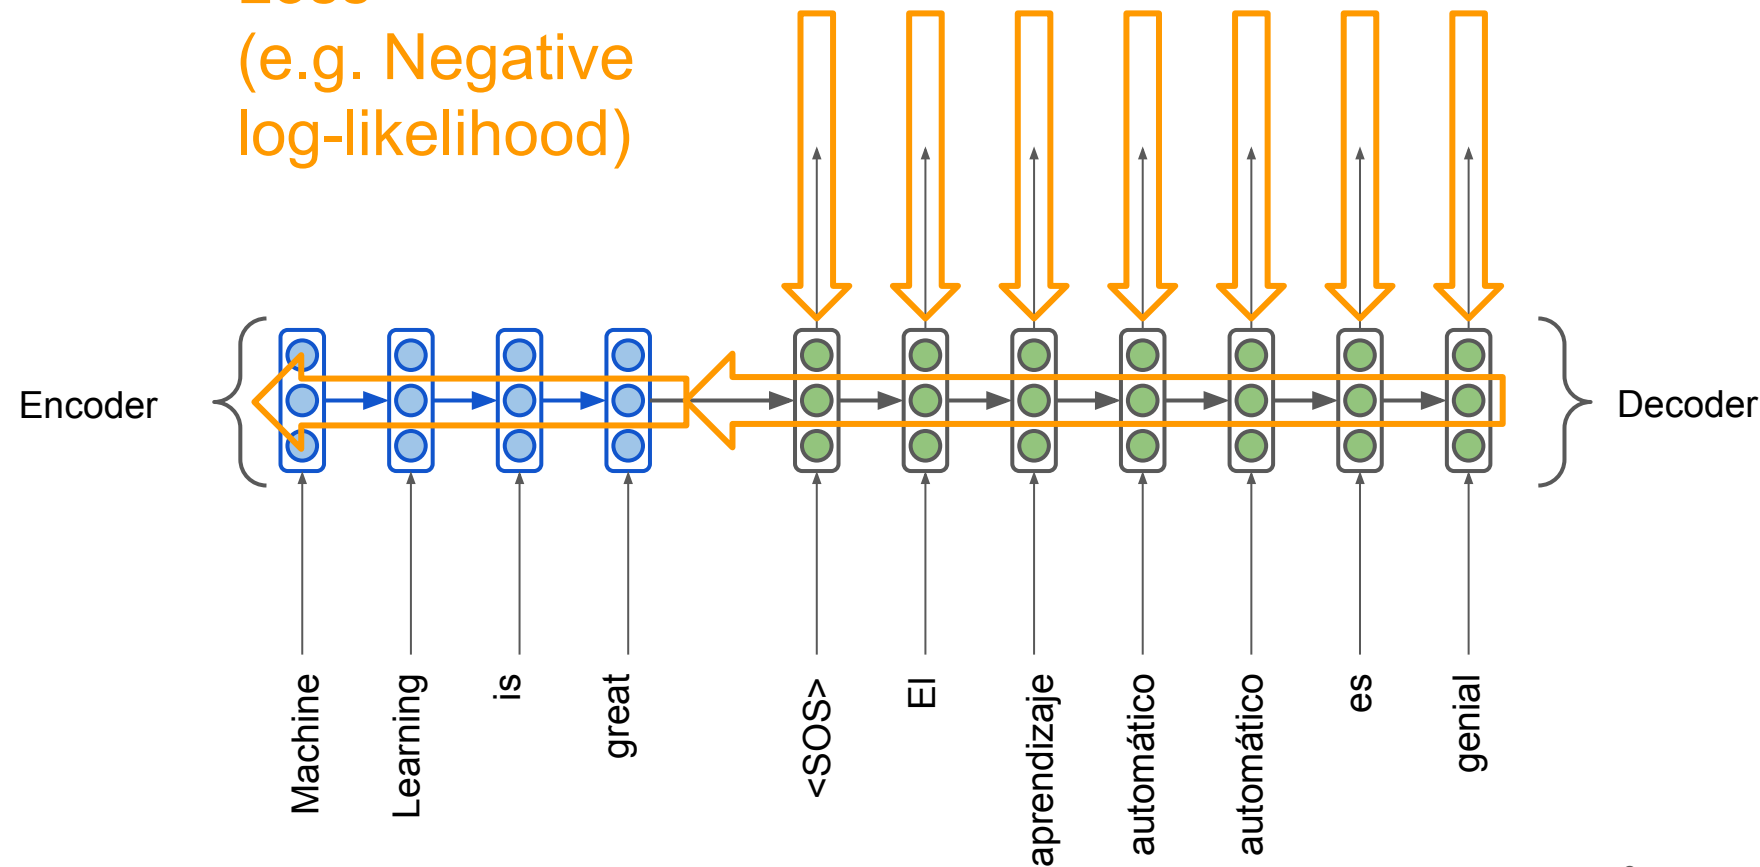 (e.g. Negative
log-likelihood)
Encoder
Decoder
Machine
Learning
is
great
<SOS>
El
aprendizaje
automático
automático
es
genial